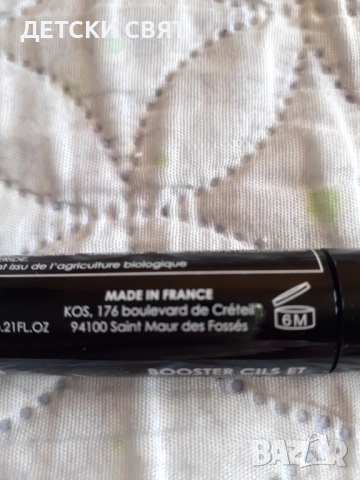 ДЕТСКИ СВЯТ
issu de l'agriculture biologique
MADE IN FRANCE
KOS, 176 boulevard de Créteil
94100 Saint Maur des Fossés
.21FL.OZ
6M
BOOSTER CILS ET
BAZAR